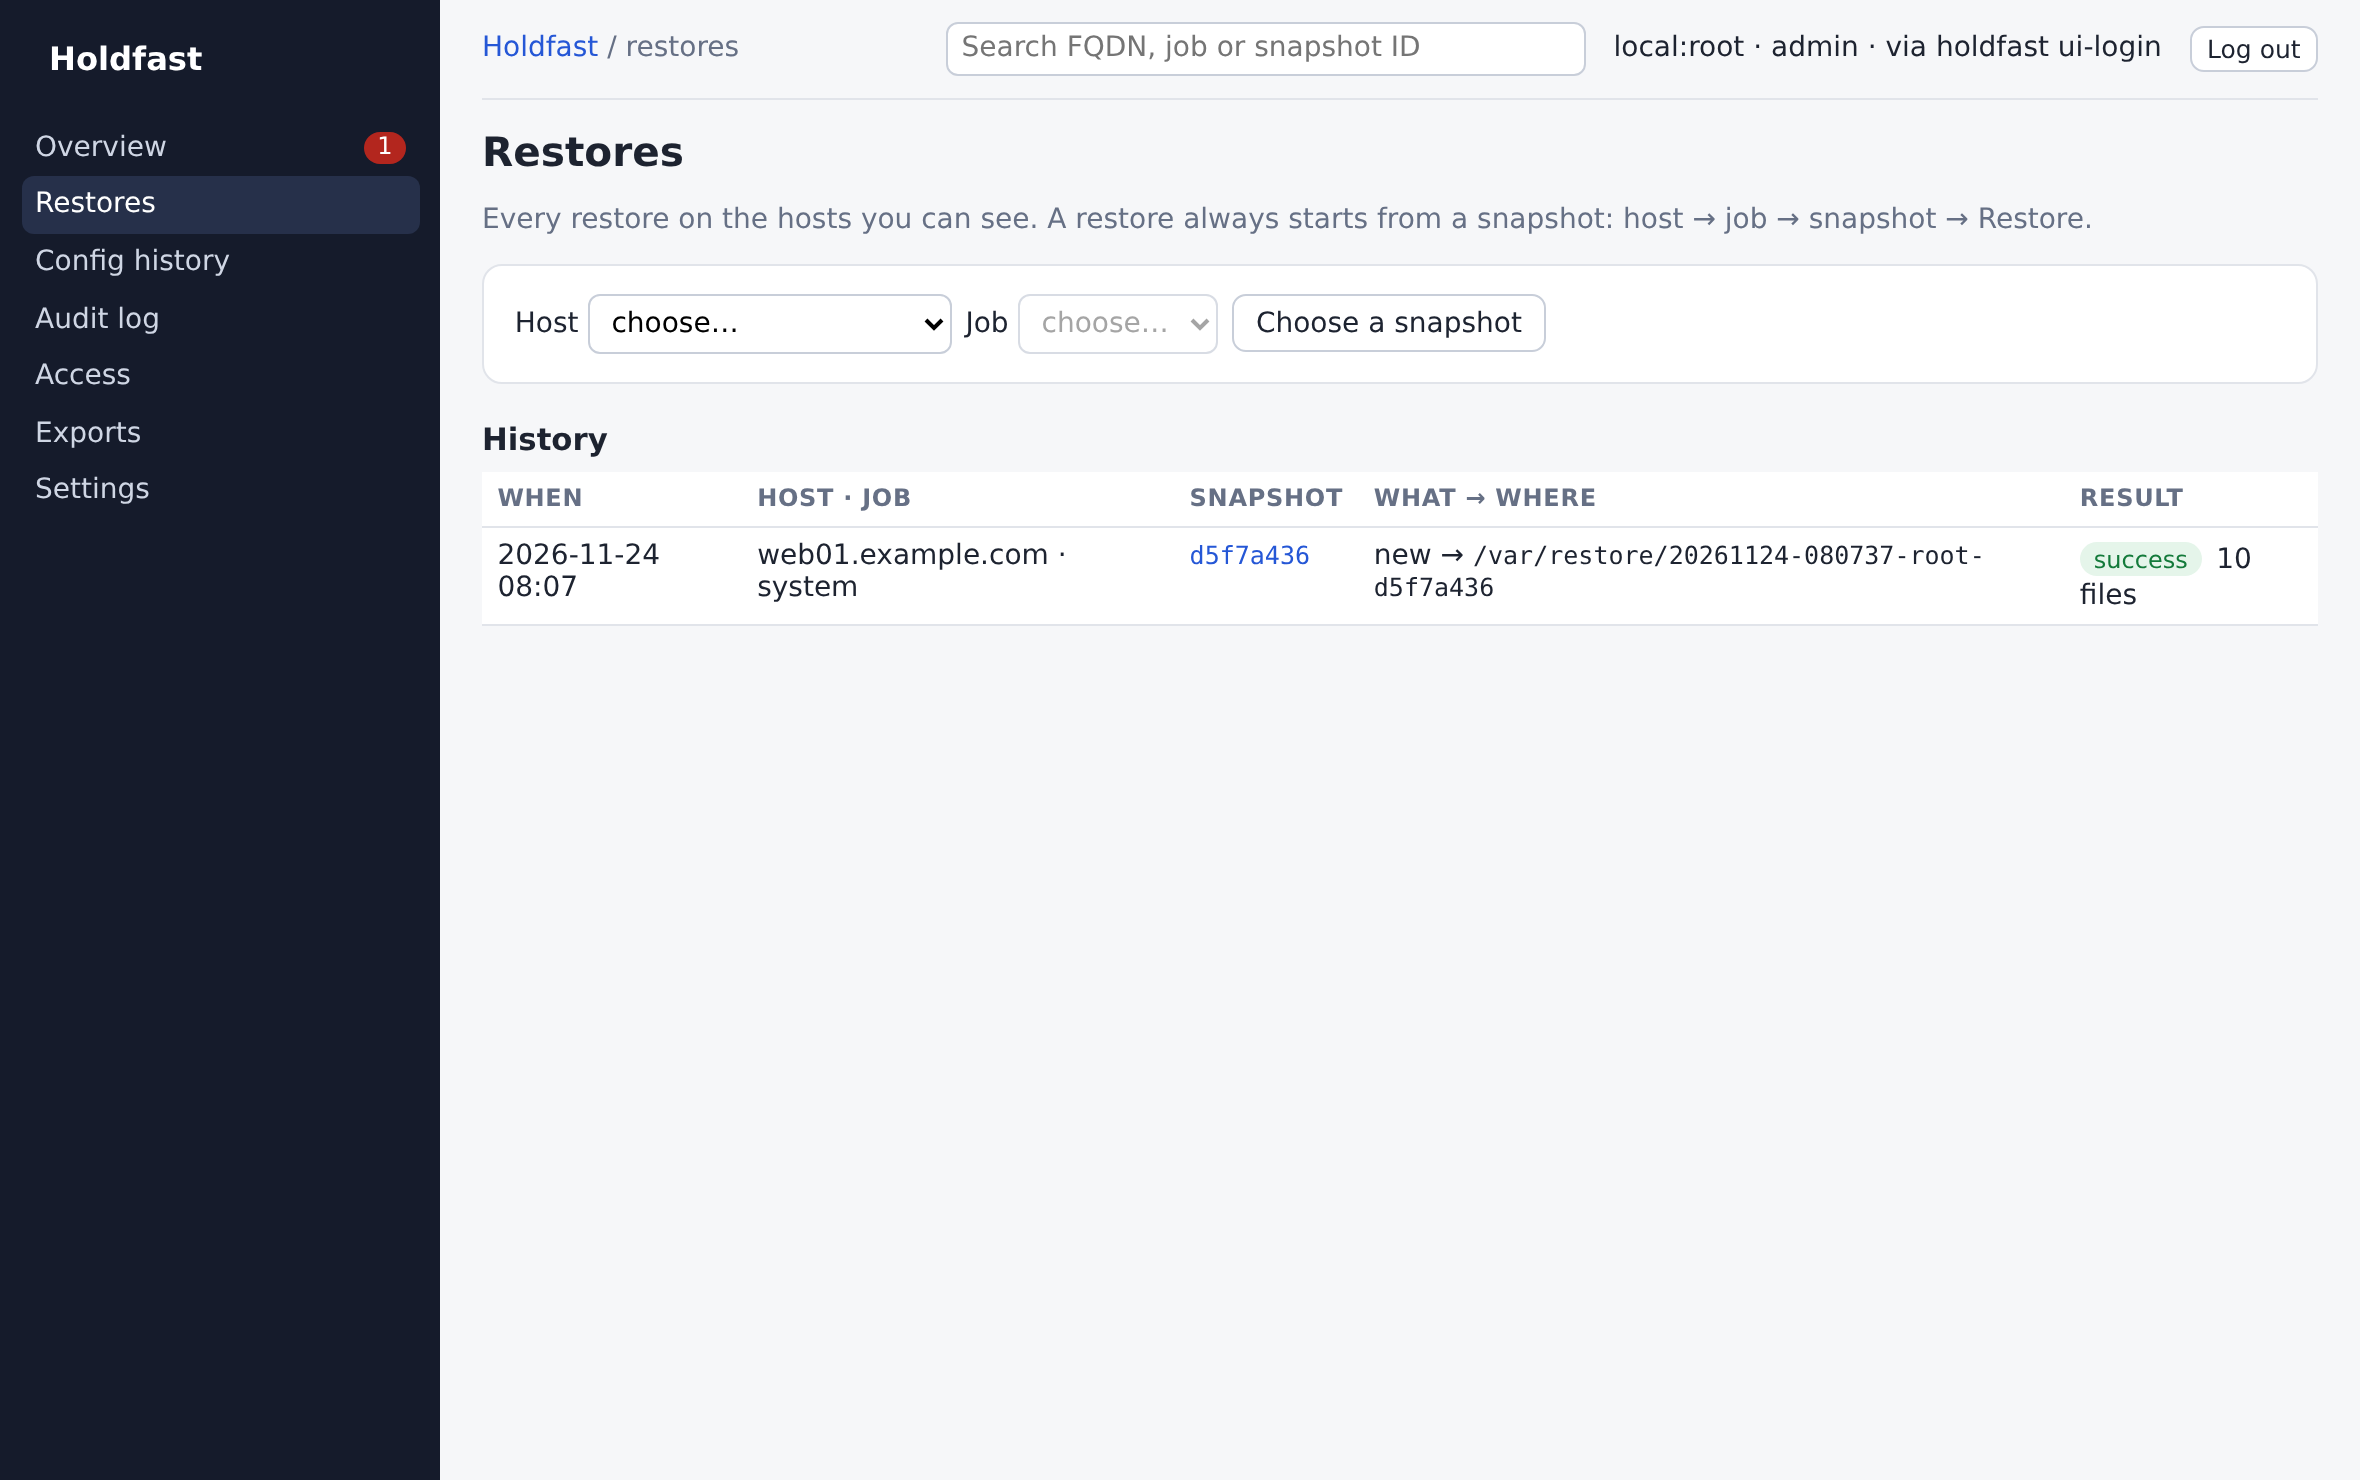 Holdfast
Overview 1
Restores
Config history
Audit log
Access
Exports
Settings
Holdfast / restores
Search FQDN, job or snapshot ID
local:root · admin · via holdfast ui-login
Log out
Restores
Every restore on the hosts you can see. A restore always starts from a snapshot: host → job → snapshot → Restore.
Host choose… Job choose… Choose a snapshot
History
WHEN HOST · JOB SNAPSHOT WHAT → WHERE RESULT
2026-11-24 web01.example.com · d5f7a436 new → /var/restore/20261124-080737-root- success 10
08:07 system d5f7a436 files